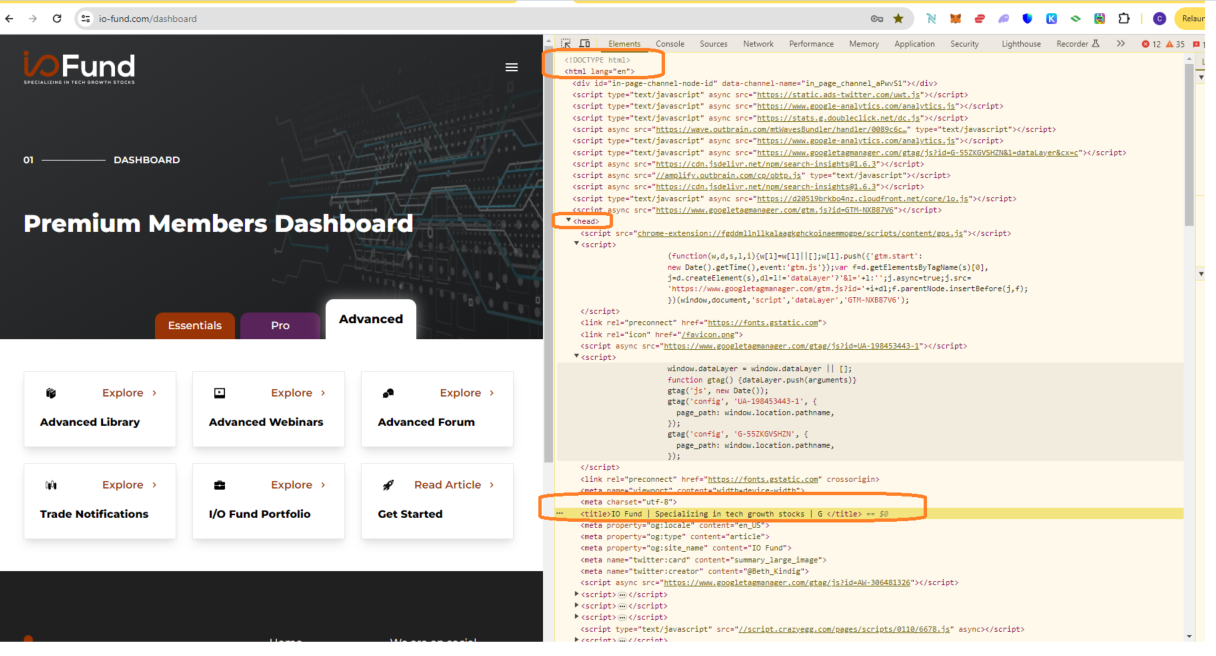 io-fund.com/dashboard
Relaun
Elements Console Sources Network Performance Memory Application Security Lighthouse Recorder 12 35 1
ioFund
SPECIALIZING IN TECH GROWTH STOCKS
01 DASHBOARD
Premium Members Dashboard
Essentials Pro Advanced
Explore Explore Explore
Advanced Library Advanced Webinars Advanced Forum
Explore Explore Read Article
Trade Notifications I/O Fund Portfolio Get Started
Home We are on social
<!DOCTYPE html>
<html lang="en">
<div id="in-page-channel-node-id" data-channel-name="in_page_channel_aPwvS1"></div>
<script type="text/javascript" async src="https://static.ads-twitter.com/uwt.js"></script>
<script type="text/javascript" async src="https://www.google-analytics.com/analytics.js"></script>
<script type="text/javascript" async src="https://stats.g.doubleclick.net/dc.js"></script>
<script async src="https://wave.outbrain.com/mtWavesBundler/handler/0089c6c…" type="text/javascript"></script>
<script type="text/javascript" async src="https://www.google-analytics.com/analytics.js"></script>
<script type="text/javascript" async src="https://www.googletagmanager.com/gtag/js?id=G-55ZKGVSHZN&l=dataLayer&cx=c"></script>
<script async src="https://cdn.jsdelivr.net/npm/search-insights@1.6.3"></script>
<script async src="//amplify.outbrain.com/cp/obtp.js" type="text/javascript"></script>
<script async src="https://cdn.jsdelivr.net/npm/search-insights@1.6.3"></script>
<script type="text/javascript" async src="https://d20519brkbo4nz.cloudfront.net/core/lo.js"></script>
<script async src="https://www.googletagmanager.com/gtm.js?id=GTM-NXB87V6"></script>
<head>
<script src="chrome-extension://fgddmllnllkalaagkghckoinaemmogpe/scripts/content/gps.js"></script>
<script>
(function(w,d,s,l,i){w[l]=w[l]||[];w[l].push({'gtm.start':
new Date().getTime(),event:'gtm.js'});var f=d.getElementsByTagName(s)[0],
j=d.createElement(s),dl=l!='dataLayer'?'&l='+l:'';j.async=true;j.src=
'https://www.googletagmanager.com/gtm.js?id='+i+dl;f.parentNode.insertBefore(j,f);
})(window,document,'script','dataLayer','GTM-NXB87V6');
</script>
<link rel="preconnect" href="https://fonts.gstatic.com">
<link rel="icon" href="/favicon.png">
<script async src="https://www.googletagmanager.com/gtag/js?id=UA-198453443-1"></script>
<script>
window.dataLayer = window.dataLayer || [];
function gtag() {dataLayer.push(arguments)}
gtag('js', new Date());
gtag('config', 'UA-198453443-1', {
page_path: window.location.pathname,
});
gtag('config', 'G-55ZKGVSHZN', {
page_path: window.location.pathname,
});
</script>
<link rel="preconnect" href="https://fonts.gstatic.com" crossorigin>
<meta name="viewport" content="width=device-width">
<meta charset="utf-8">
<title>IO Fund | Specializing in tech growth stocks | G </title> == $0
<meta property="og:locale" content="en_US">
<meta property="og:type" content="article">
<meta property="og:site_name" content="IO Fund">
<meta name="twitter:card" content="summary_large_image">
<meta name="twitter:creator" content="@Beth_Kindig">
<script async src="https://www.googletagmanager.com/gtag/js?id=AW-306481326"></script>
<script>…</script>
<script>…</script>
<script>…</script>
<script type="text/javascript" src="//script.crazyegg.com/pages/scripts/0110/6678.js" async></script>
<script>…</script>